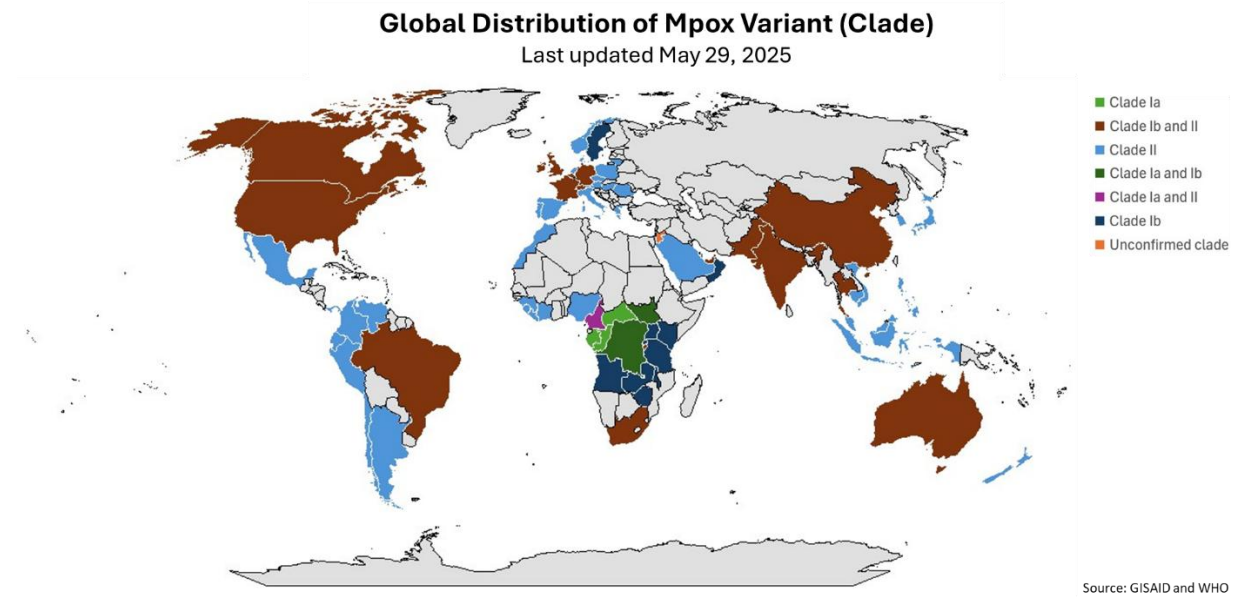 Global Distribution of Mpox Variant (Clade)
Last updated May 29, 2025
Clade Ia
Clade Ib and II
Clade II
Clade Ia and Ib
Clade Ia and II
Clade Ib
Unconfirmed clade
Source: GISAID and WHO